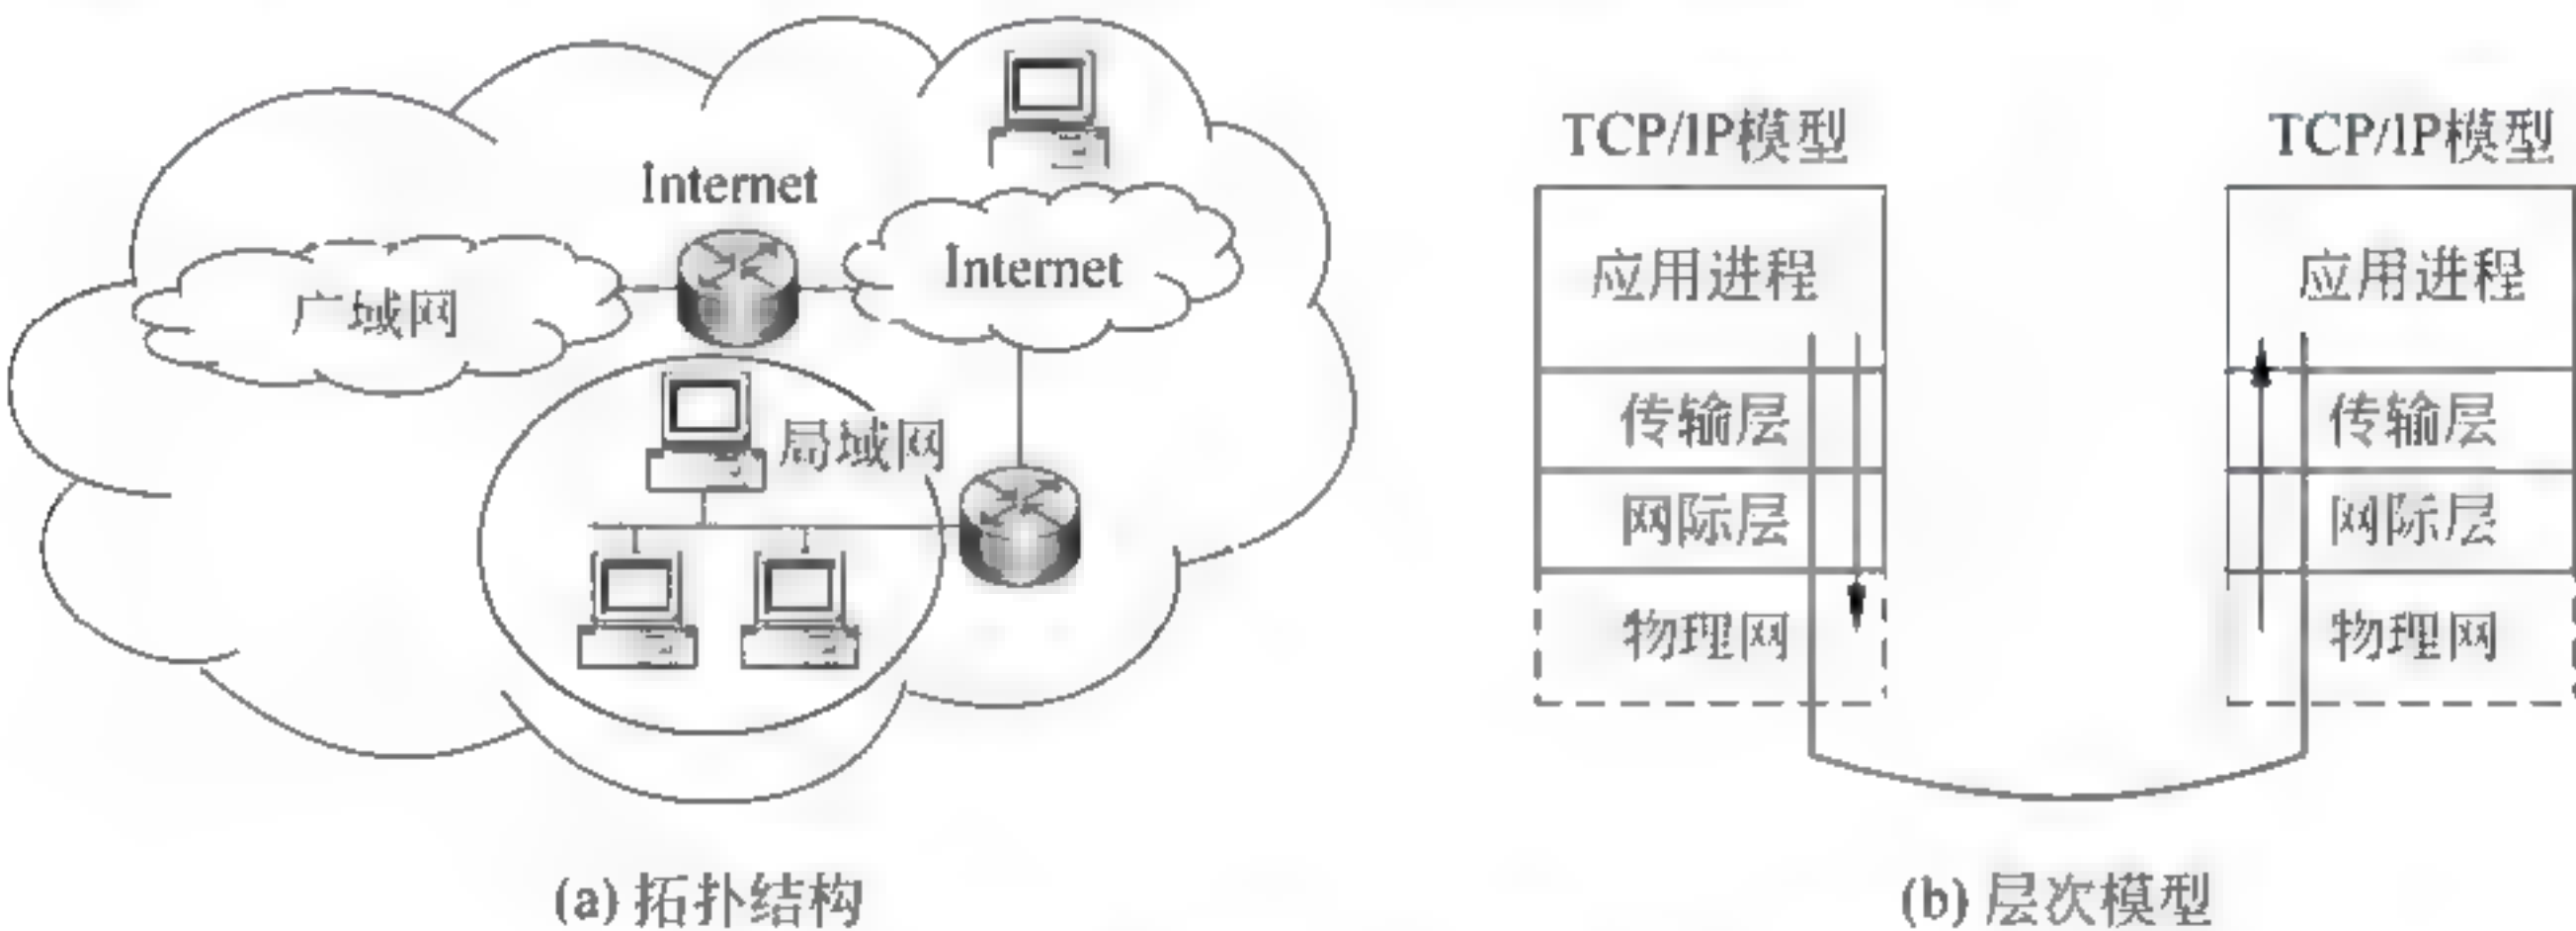 Internet
广域网
Internet
局域网
(a) 拓扑结构
TCP/IP模型
应用进程
传输层
网际层
物理网
TCP/IP模型
应用进程
传输层
网际层
物理网
(b) 层次模型